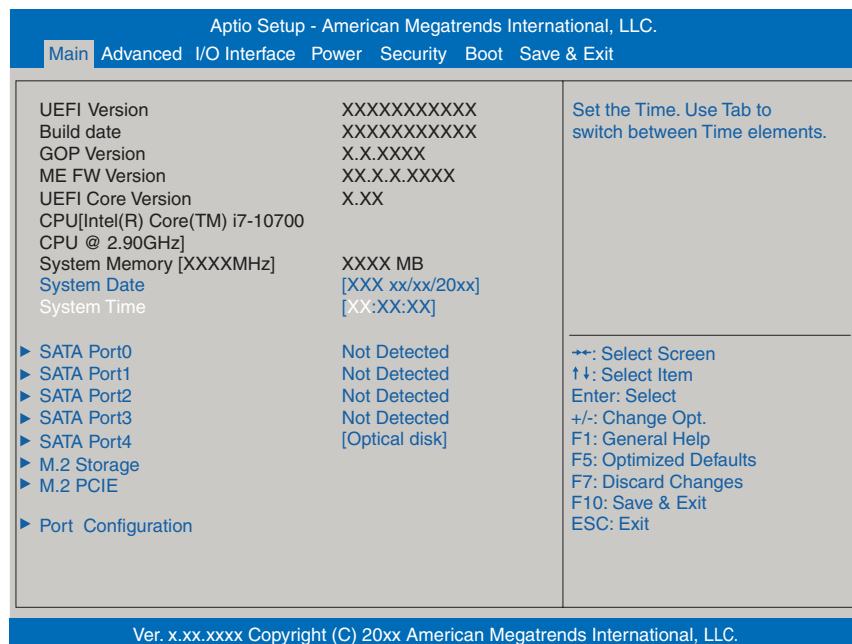 Aptio Setup - American Megatrends International, LLC.
Main Advanced I/O Interface Power Security Boot Save & Exit
UEFI Version XXXXXXXXXXX
Build date XXXXXXXXXXX
GOP Version X.X.XXXX
ME FW Version XX.X.X.XXXX
UEFI Core Version X.XX
CPU[Intel(R) Core(TM) i7-10700
CPU @ 2.90GHz]
System Memory [XXXXMHz] XXXX MB
System Date [XXX xx/xx/20xx]
System Time [XX:XX:XX]
SATA Port0 Not Detected
SATA Port1 Not Detected
SATA Port2 Not Detected
SATA Port3 Not Detected
SATA Port4 [Optical disk]
M.2 Storage
M.2 PCIE
Port Configuration
Set the Time. Use Tab to
switch between Time elements.
→←: Select Screen
↑↓: Select Item
Enter: Select
+/-: Change Opt.
F1: General Help
F5: Optimized Defaults
F7: Discard Changes
F10: Save & Exit
ESC: Exit
Ver. x.xx.xxxx Copyright (C) 20xx American Megatrends International, LLC.